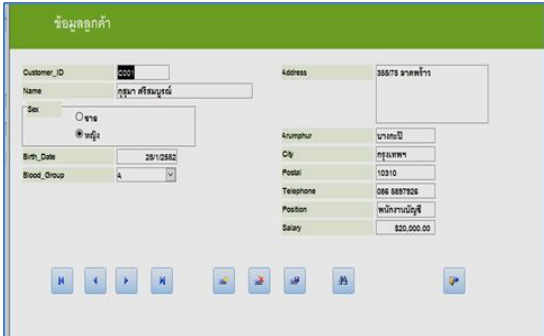 ข้อมูลลูกค้า
Customer_ID C001
Name กุสุมา ศรีสมบูรณ์
Sex
ชาย
หญิง
Birth_Date 25/1/2552
Blood_Group A
Address 355/75 ลาดพร้าว
Arumphur บางกะปิ
City กรุงเทพฯ
Postal 10310
Telephone 086 5897926
Position พนักงานบัญชี
Salary $20,000.00